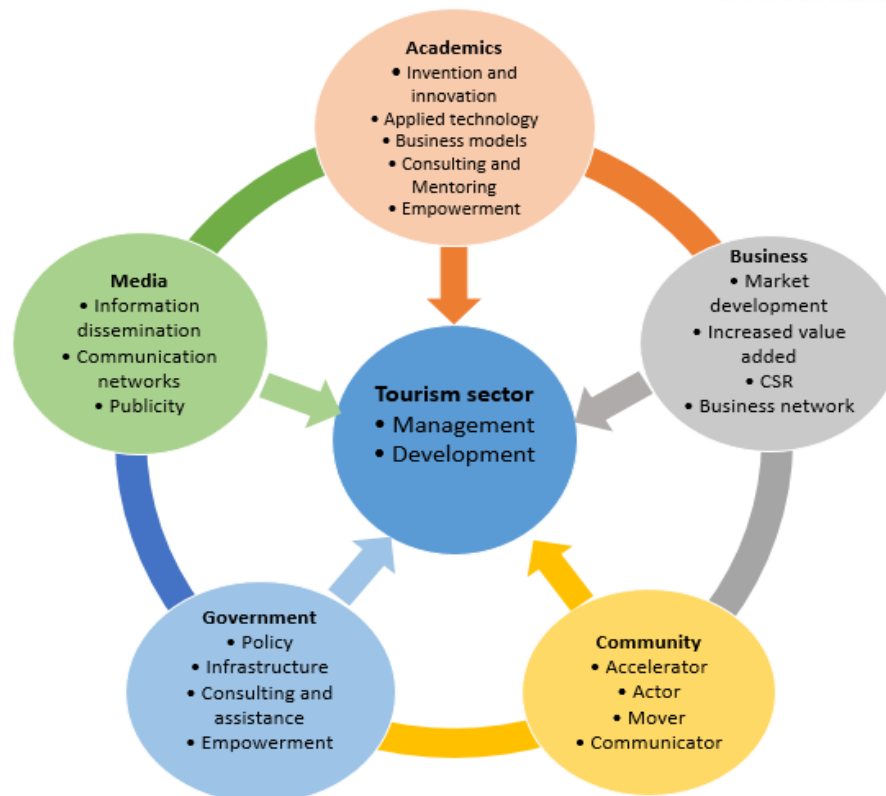 Academics
• Invention and
innovation
• Applied technology
• Business models
• Consulting and
Mentoring
• Empowerment
Business
• Market
development
• Increased value
added
• CSR
• Business network
Media
• Information
dissemination
• Communication
networks
• Publicity
Tourism sector
• Management
• Development
Government
• Policy
• Infrastructure
• Consulting and
assistance
• Empowerment
Community
• Accelerator
• Actor
• Mover
• Communicator